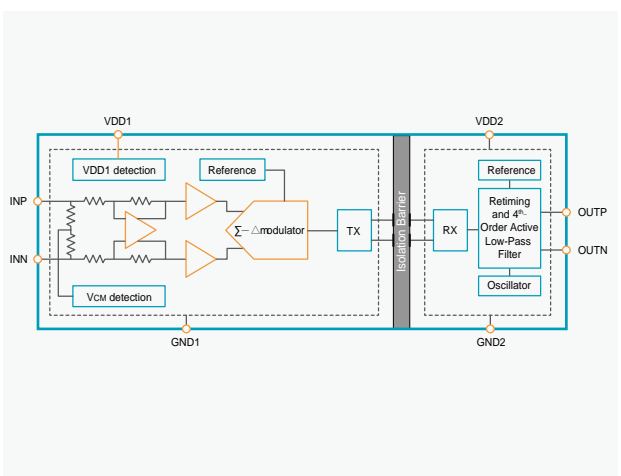 VDD1
VDD2
VDD1 detection
Reference
Reference
INP
INN
∑-△modulator
TX
Isolation Barrier
RX
Retiming
and 4th-
Order Active
Low-Pass
Filter
OUTP
OUTN
VCM detection
Oscillator
GND1
GND2